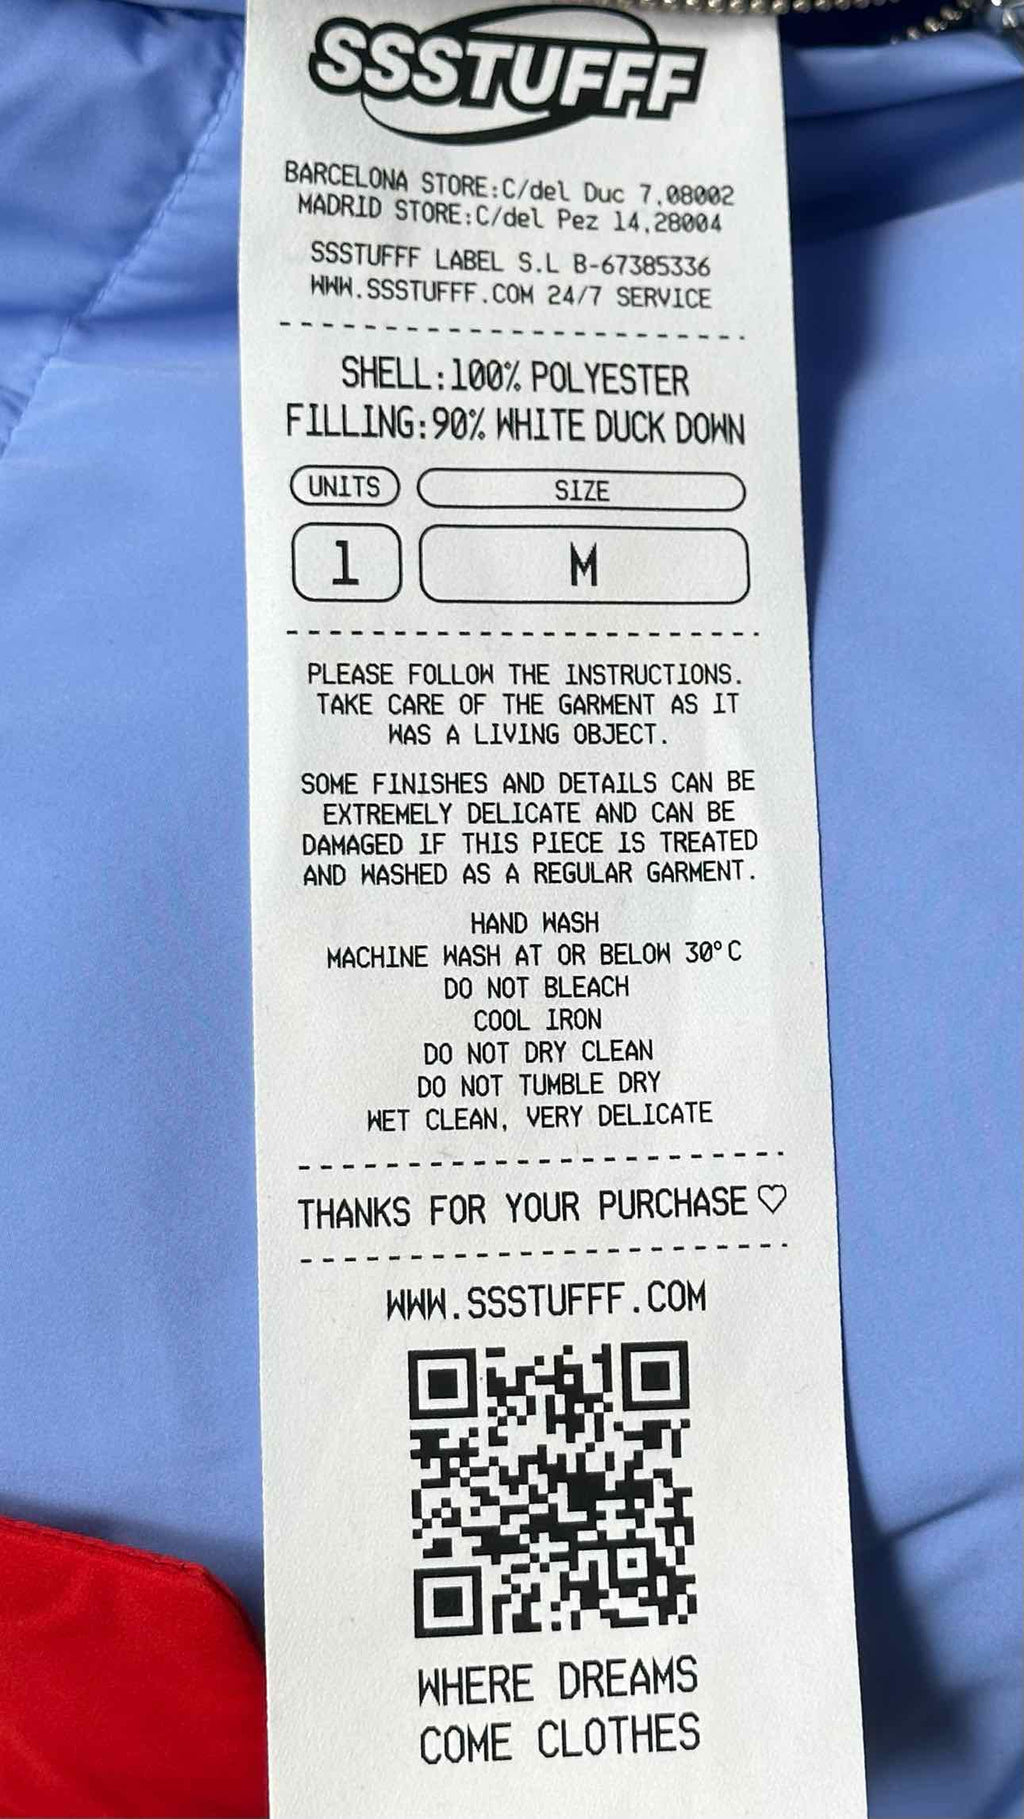 SSSTUFFF
BARCELONA STORE:C/del Duc 7,08002
MADRID STORE:C/del Pez 14,28004
SSSTUFFF LABEL S.L B-67385336
WWW.SSSTUFFF.COM 24/7 SERVICE
SHELL:100% POLYESTER
FILLING:90% WHITE DUCK DOWN
UNITS SIZE
1 M
PLEASE FOLLOW THE INSTRUCTIONS.
TAKE CARE OF THE GARMENT AS IT
WAS A LIVING OBJECT.
SOME FINISHES AND DETAILS CAN BE
EXTREMELY DELICATE AND CAN BE
DAMAGED IF THIS PIECE IS TREATED
AND WASHED AS A REGULAR GARMENT.
HAND WASH
MACHINE WASH AT OR BELOW 30°C
DO NOT BLEACH
COOL IRON
DO NOT DRY CLEAN
DO NOT TUMBLE DRY
WET CLEAN, VERY DELICATE
THANKS FOR YOUR PURCHASE ♡
WWW.SSSTUFFF.COM
WHERE DREAMS
COME CLOTHES